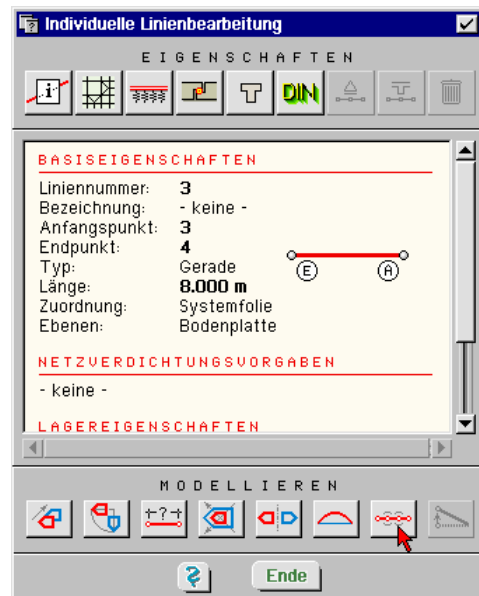 Individuelle Linienbearbeitung
EIGENSCHAFTEN
i
DIN
BASISEIGENSCHAFTEN
Liniennummer: 3
Bezeichnung: - keine -
Anfangspunkt: 3
Endpunkt: 4
Typ: Gerade
Länge: 8.000 m
Zuordnung: Systemfolie
Ebenen: Bodenplatte
E A
NETZVERDICHTUNGSVORGABEN
- keine -
LAGEREIGENSCHAFTEN
MODELLIEREN
+?+
Ende